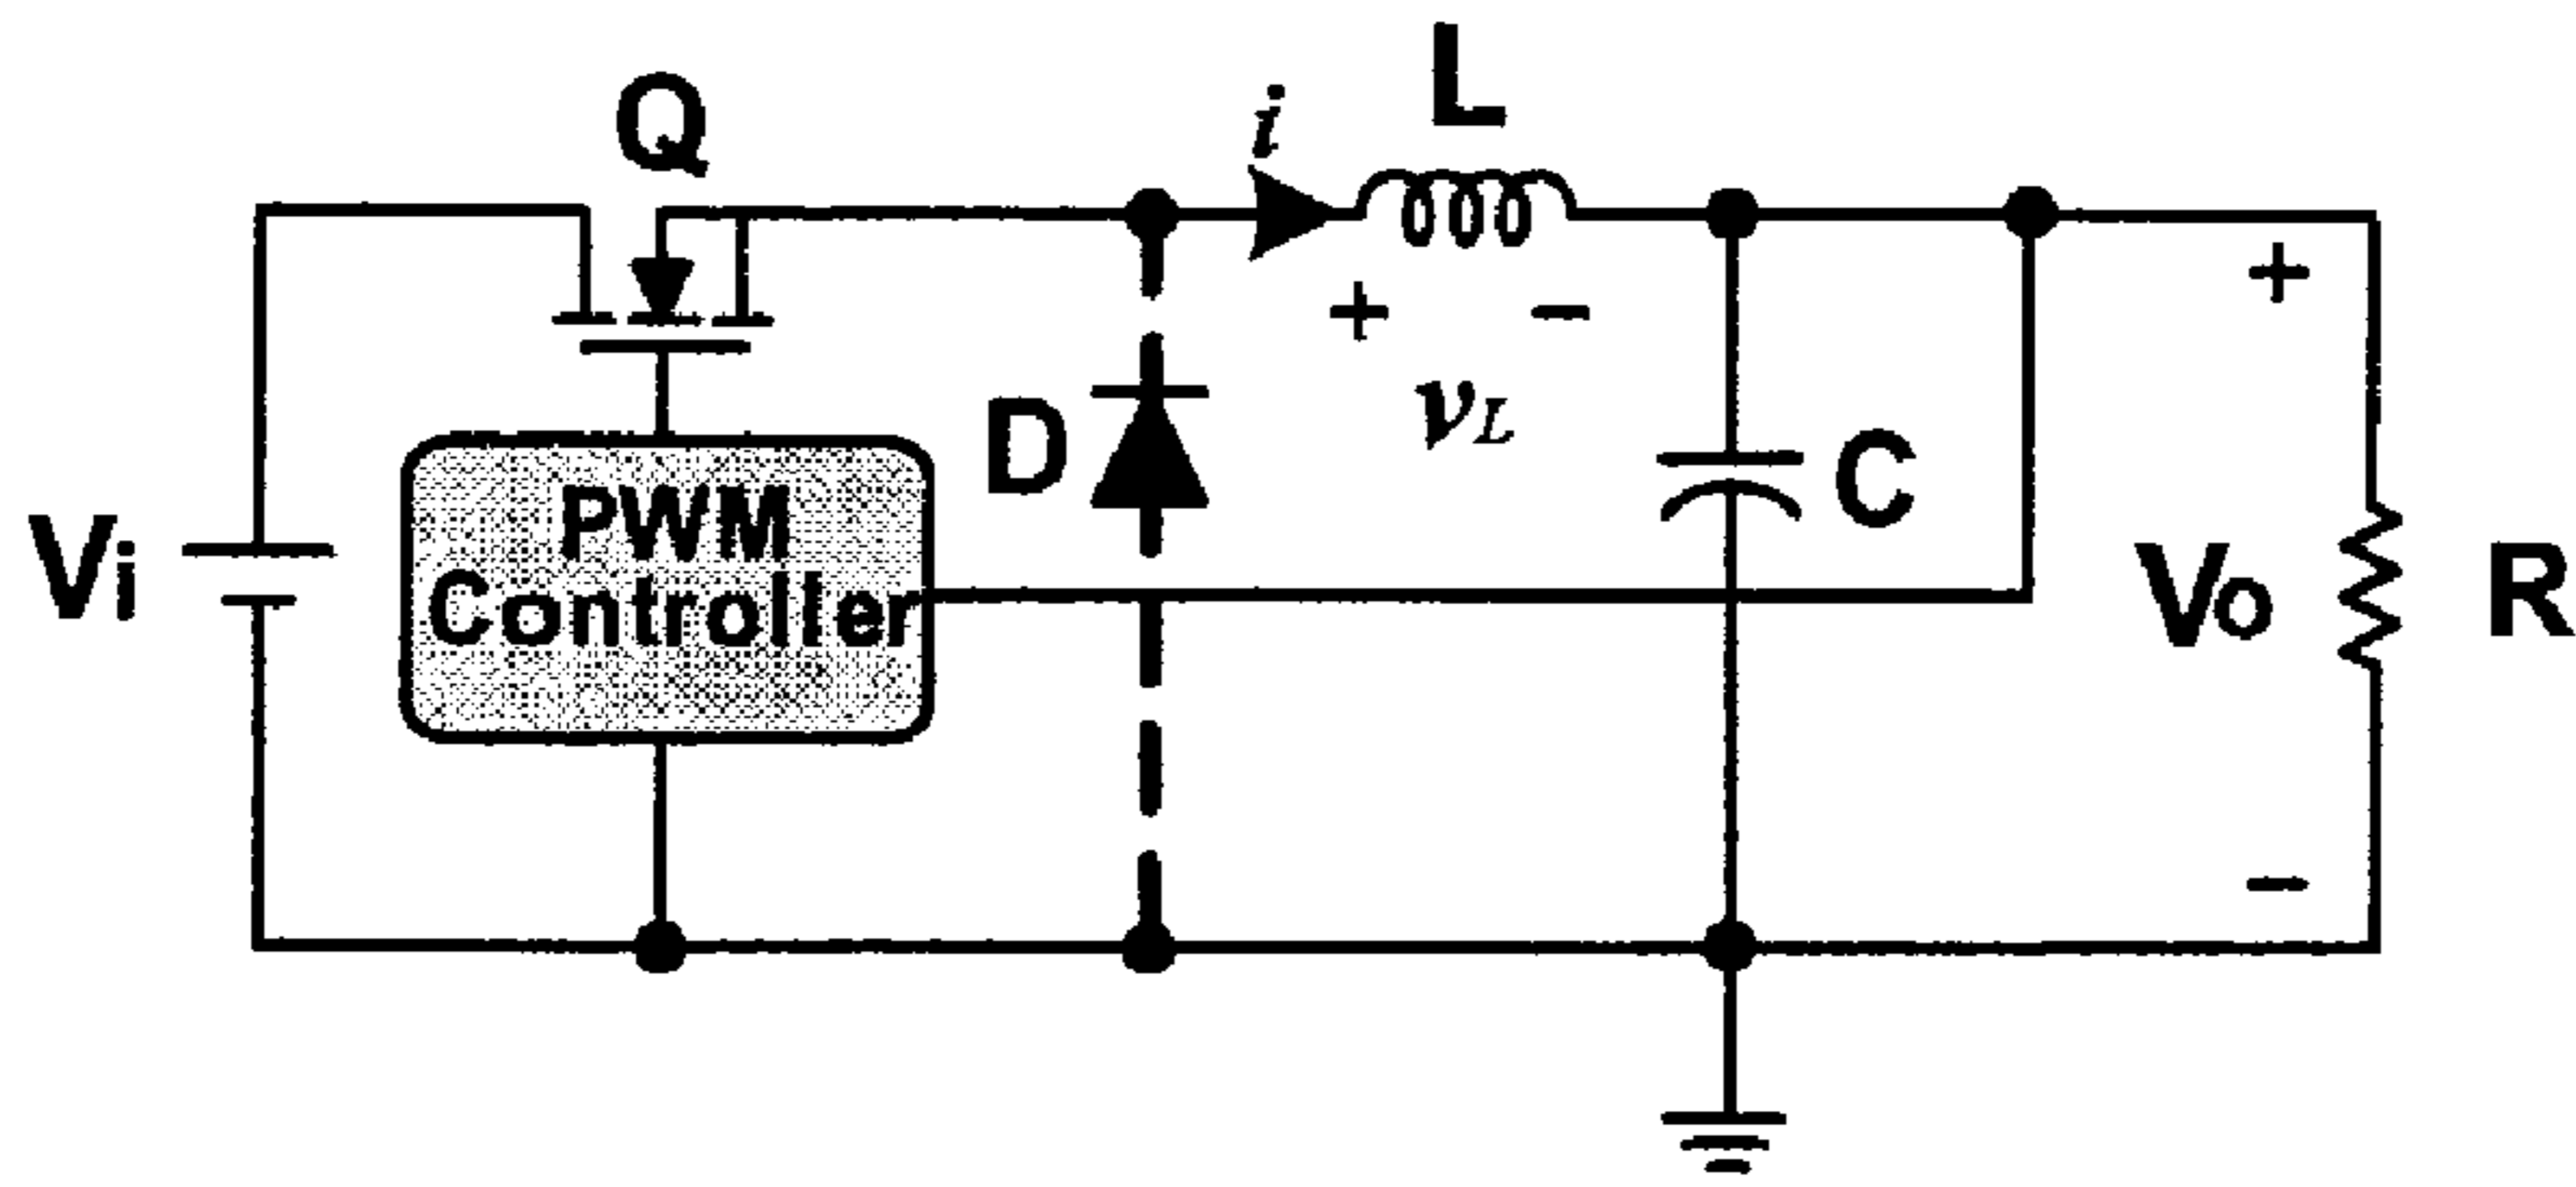 Q
i
L
+ −
vL
D
PWM
Controller
Vi
C
+
Vo
−
R